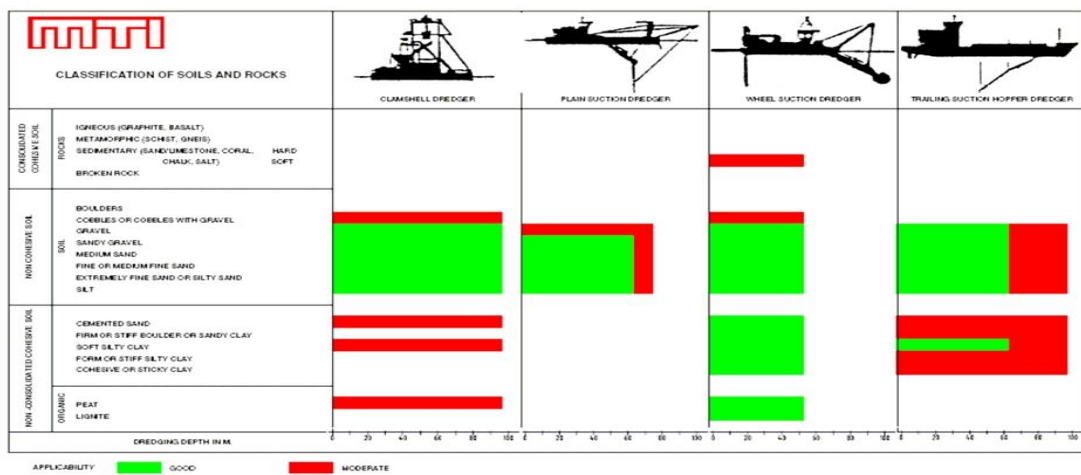 MTI
CLASSIFICATION OF SOILS AND ROCKS
CLAMSHELL DREDGER
PLAIN SUCTION DREDGER
WHEEL SUCTION DREDGER
TRAILING SUCTION HOPPER DREDGER
CONSOLIDATED
COHESIVE SOIL
ROCKS
IGNEOUS (GRAPHITE, BASALT)
METAMORPHIC (SCHIST, GNEIS)
SEDIMENTARY (SAND/LIMESTONE, CORAL, HARD
CHALK, SALT) SOFT
BROKEN ROCK
NON COHESIVE SOIL
SOIL
BOULDERS
COBBLES OR COBBLES WITH GRAVEL
GRAVEL
SANDY GRAVEL
MEDIUM SAND
FINE OR MEDIUM FINE SAND
EXTREMELY FINE SAND OR SILTY SAND
SILT
NON-CONSOLIDATED COHESIVE SOIL
CEMENTED SAND
FIRM OR STIFF BOULDER OR SANDY CLAY
SOFT SILTY CLAY
FORM OR STIFF SILTY CLAY
COHESIVE OR STICKY CLAY
ORGANIC
PEAT
LIGNITE
DREDGING DEPTH IN M.
0 20 40 60 80 100
0 20 40 60 80 100
0 20 40 60 80 100
0 20 40 60 80 100
APPLICABILITY GOOD MODERATE